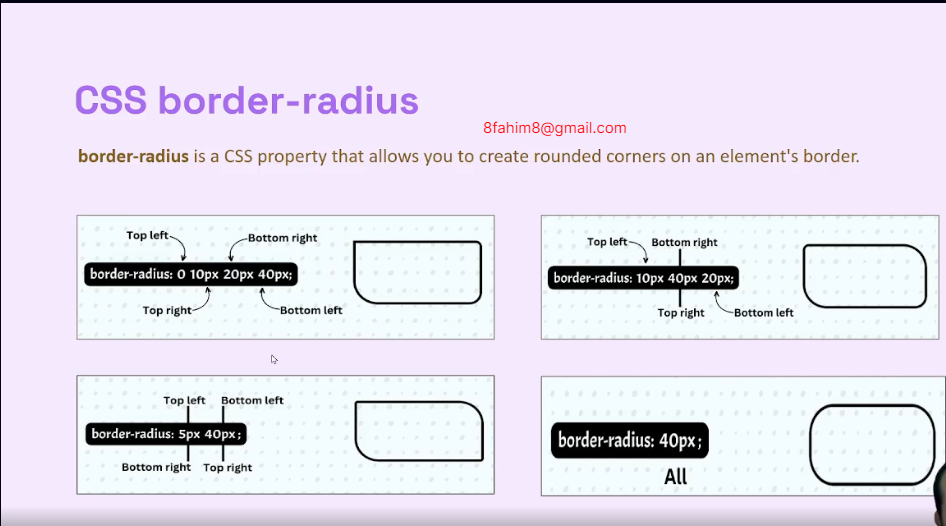 CSS border-radius
8fahim8@gmail.com
border-radius is a CSS property that allows you to create rounded corners on an element's border.
Top left
Bottom right
border-radius: 0 10px 20px 40px;
Top right
Bottom left
Top left
Bottom right
border-radius: 10px 40px 20px;
Top right
Bottom left
Top left
Bottom left
border-radius: 5px 40px;
Bottom right
Top right
border-radius: 40px;
All